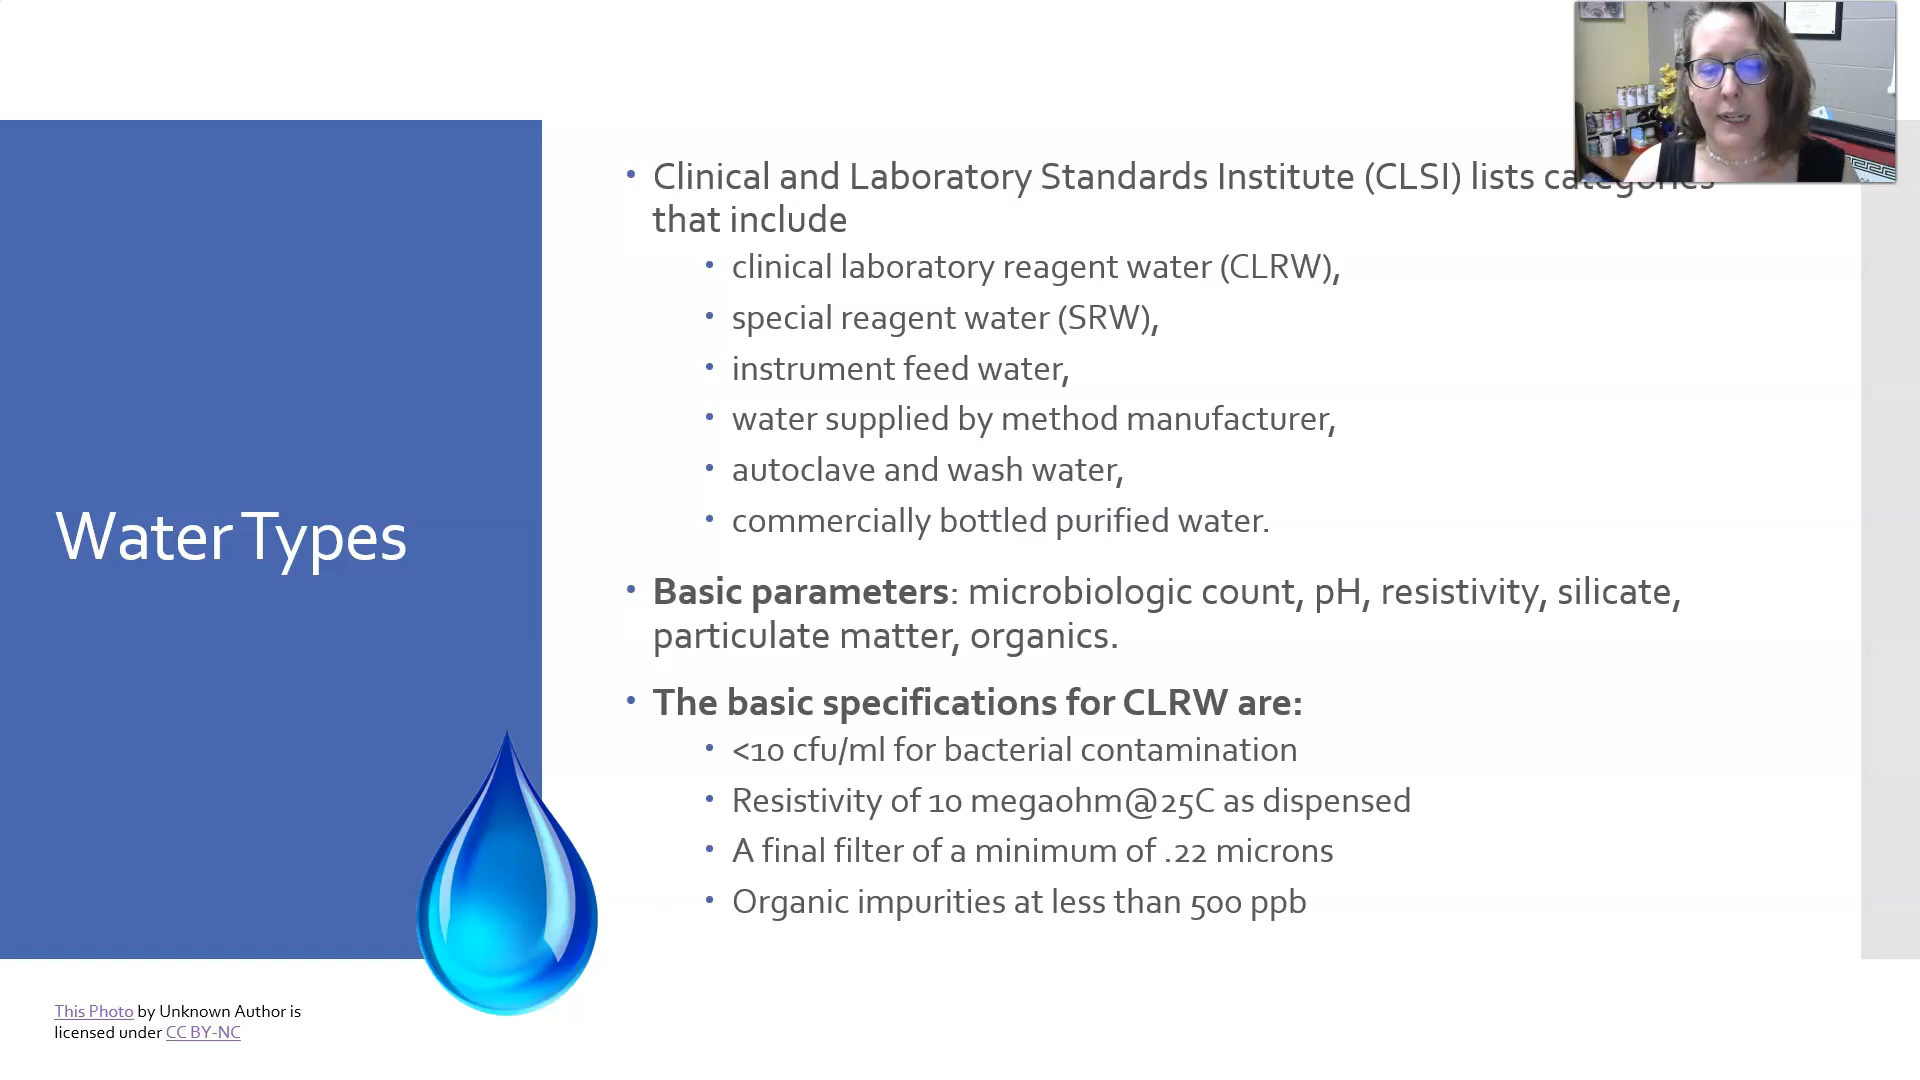 Clinical and Laboratory Standards Institute (CLSI) lists categories
that include
clinical laboratory reagent water (CLRW),
special reagent water (SRW),
instrument feed water,
water supplied by method manufacturer,
autoclave and wash water,
commercially bottled purified water.
Water Types
Basic parameters: microbiologic count, pH, resistivity, silicate,
particulate matter, organics.
The basic specifications for CLRW are:
<10 cfu/ml for bacterial contamination
Resistivity of 10 megaohm@25C as dispensed
A final filter of a minimum of .22 microns
Organic impurities at less than 500 ppb
This Photo by Unknown Author is
licensed under CC BY-NC